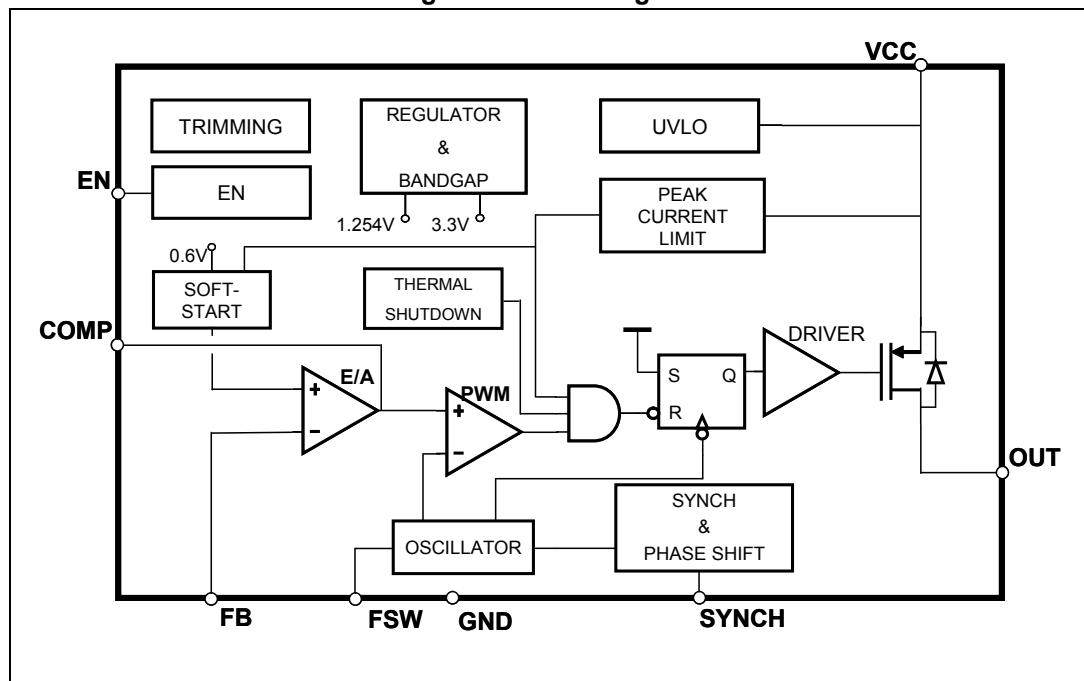 VCC
TRIMMING
REGULATOR
&
BANDGAP
UVLO
EN
EN
PEAK
CURRENT
LIMIT
1.254V
3.3V
0.6V
SOFT-
START
THERMAL
SHUTDOWN
COMP
DRIVER
E/A
+
-
PWM
+
-
S
Q
R
OUT
OSCILLATOR
SYNCH
&
PHASE SHIFT
FB
FSW
GND
SYNCH